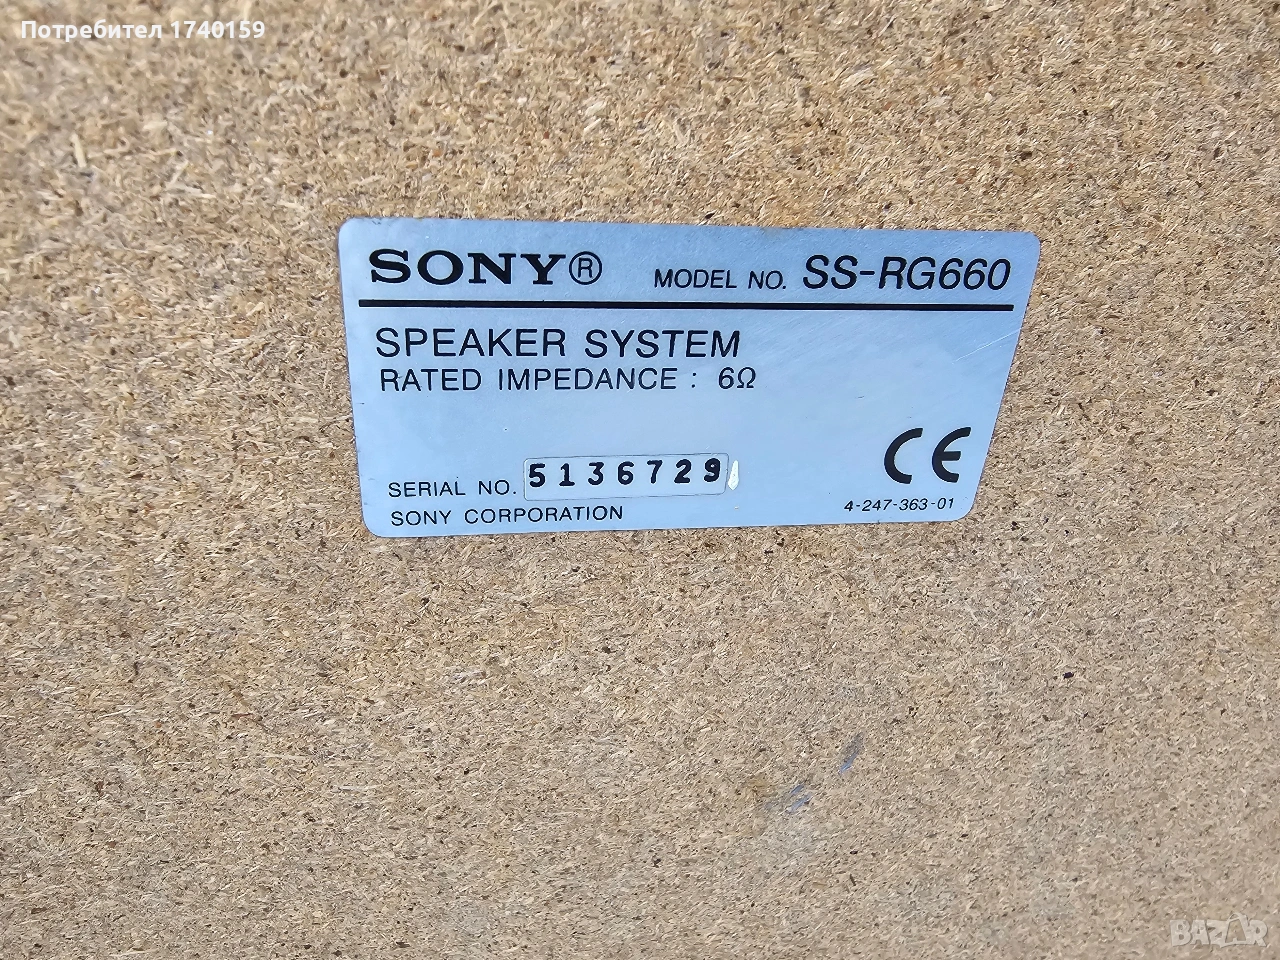 Потребител 1740159
SONY® MODEL NO. SS-RG660
SPEAKER SYSTEM
RATED IMPEDANCE : 6Ω
SERIAL NO. 5136729
SONY CORPORATION
CE
4-247-363-01
BAZAR